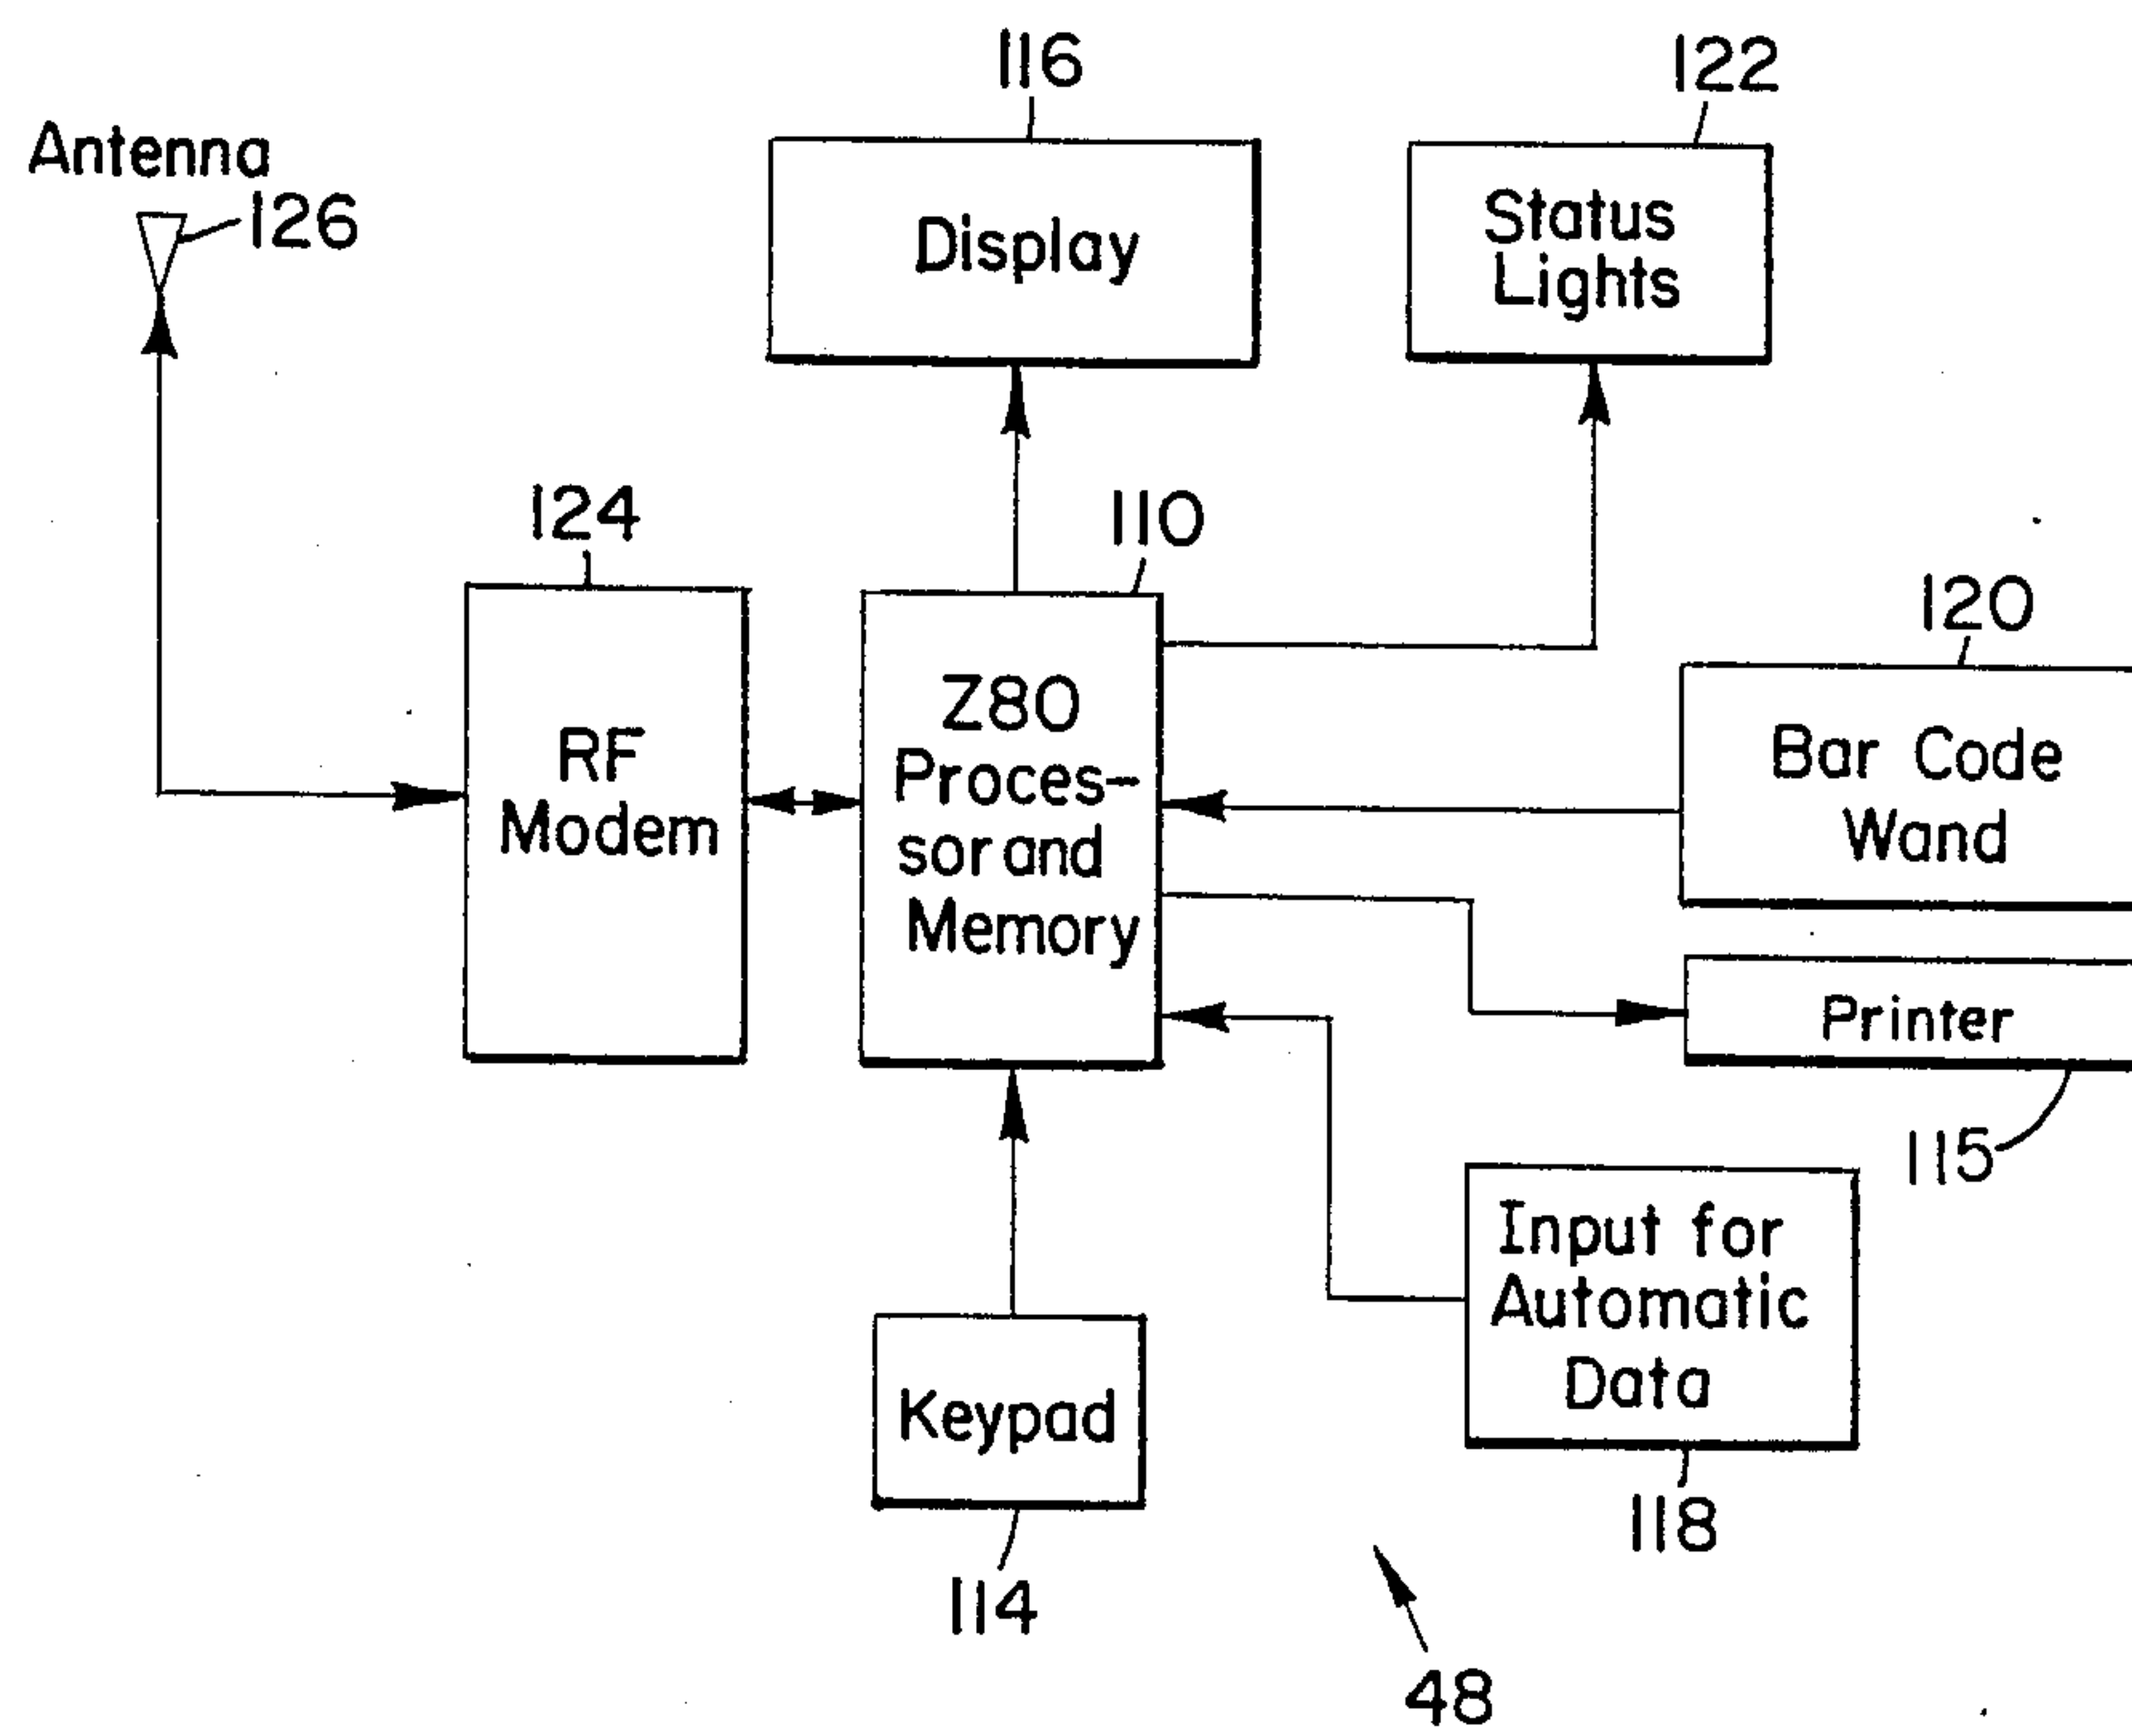 116
122
Antenna
126
Display
Status
Lights
124
110
120
RF
Modem
Z80
Proces-
sor and
Memory
Bar Code
Wand
Printer
115
Input for
Automatic
Data
118
Keypad
114
48